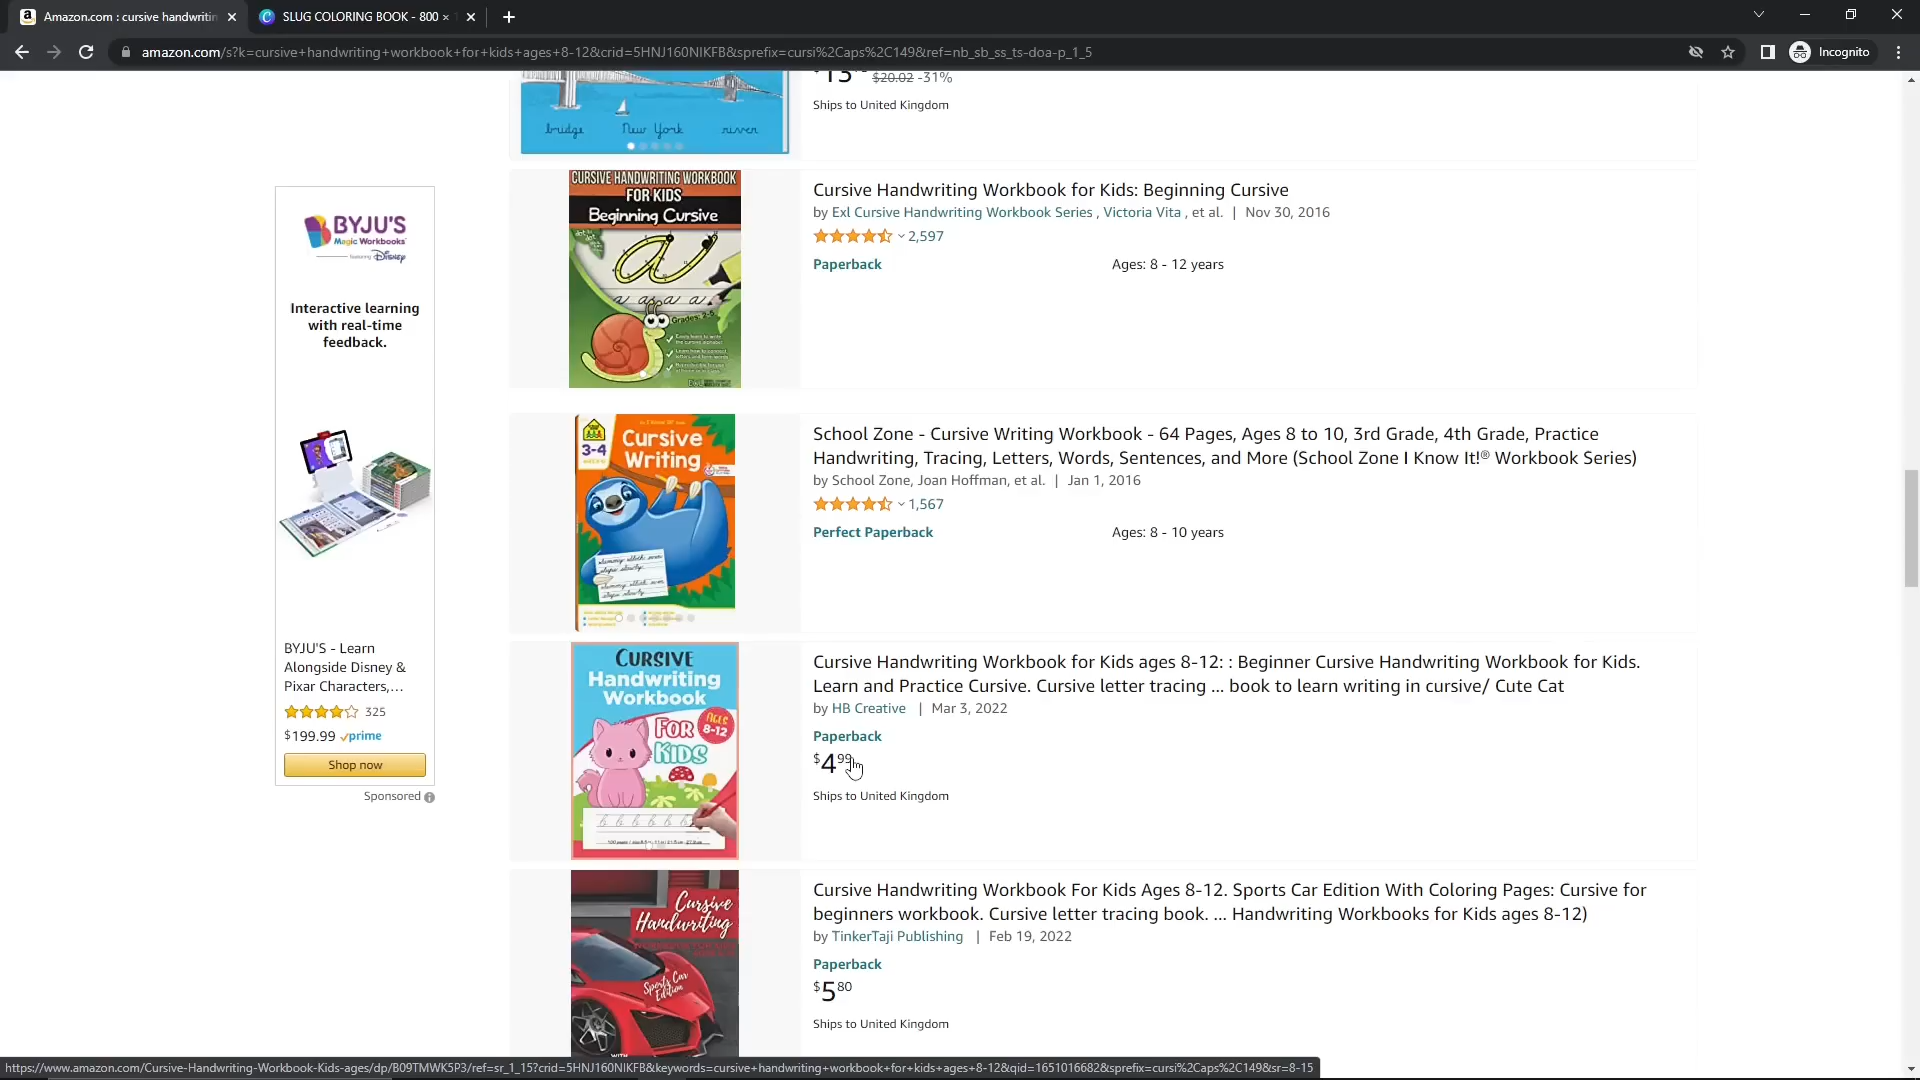 Amazon.com : cursive handwritin
SLUG COLORING BOOK - 800 ×
amazon.com/s?k=cursive+handwriting+workbook+for+kids+ages+8-12&crid=5HNJ160NIKFB&sprefix=cursi%2Caps%2C149&ref=nb_sb_ss_ts-doa-p_1_5
Incognito
$20.02 -31%
Ships to United Kingdom
bridge New York river
CURSIVE HANDWRITING WORKBOOK
FOR KIDS
Beginning Cursive
Grades: 2-5
Cursive Handwriting Workbook for Kids: Beginning Cursive
by Exl Cursive Handwriting Workbook Series , Victoria Vita , et al. | Nov 30, 2016
2,597
Paperback
Ages: 8 - 12 years
BYJU'S
Magic Workbooks
featuring Disney
Interactive learning
with real-time
feedback.
BYJU'S - Learn
Alongside Disney &
Pixar Characters,...
325
$199.99 prime
Shop now
Sponsored
3-4
Cursive
Writing
School Zone - Cursive Writing Workbook - 64 Pages, Ages 8 to 10, 3rd Grade, 4th Grade, Practice
Handwriting, Tracing, Letters, Words, Sentences, and More (School Zone I Know It!® Workbook Series)
by School Zone, Joan Hoffman, et al. | Jan 1, 2016
1,567
Perfect Paperback
Ages: 8 - 10 years
CURSIVE
Handwriting
Workbook
FOR
KIDS
AGES
8-12
Cursive Handwriting Workbook for Kids ages 8-12: : Beginner Cursive Handwriting Workbook for Kids.
Learn and Practice Cursive. Cursive letter tracing ... book to learn writing in cursive/ Cute Cat
by HB Creative | Mar 3, 2022
Paperback
$4.99
Ships to United Kingdom
Cursive
Handwriting
Sports Car
Edition
Cursive Handwriting Workbook For Kids Ages 8-12. Sports Car Edition With Coloring Pages: Cursive for
beginners workbook. Cursive letter tracing book. ... Handwriting Workbooks for Kids ages 8-12)
by TinkerTaji Publishing | Feb 19, 2022
Paperback
$5 80
Ships to United Kingdom
https://www.amazon.com/Cursive-Handwriting-Workbook-Kids-ages/dp/B09TMWK5P3/ref=sr_1_15?crid=5HNJ160NIKFB&keywords=cursive+handwriting+workbook+for+kids+ages+8-12&qid=1651016682&sprefix=cursi%2Caps%2C149&sr=8-15